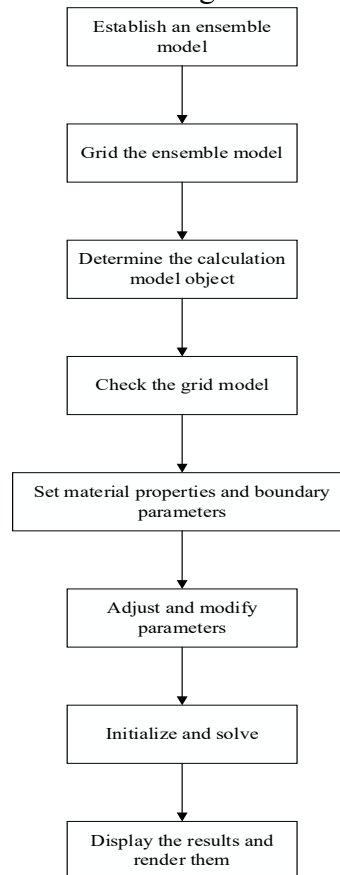 Establish an ensemble
model
Grid the ensemble model
Determine the calculation
model object
Check the grid model
Set material properties and boundary
parameters
Adjust and modify
parameters
Initialize and solve
Display the results and
render them